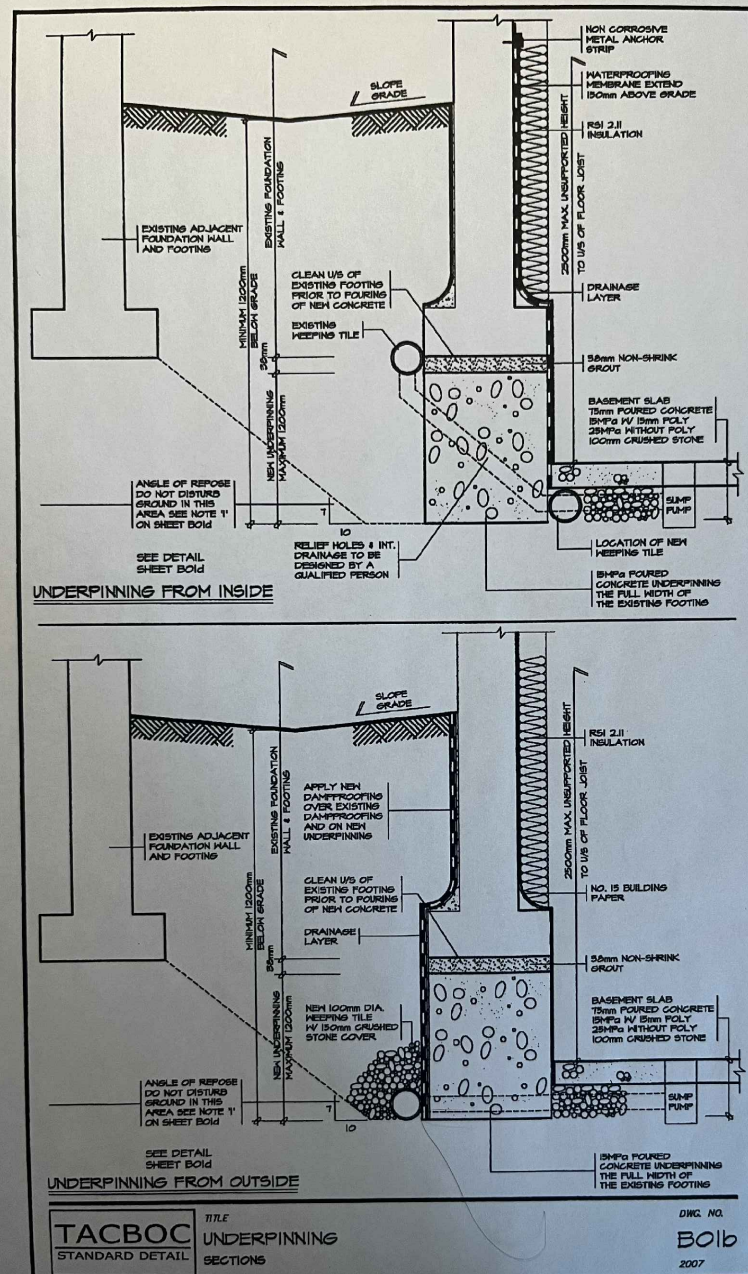 NON CORROSIVE
METAL ANCHOR
STRIP
SLOPE
GRADE
WATERPROOFING
MEMBRANE EXTEND
150mm ABOVE GRADE
RSI 2.11
INSULATION
2500mm MAX. UNSUPPORTED HEIGHT
TO U/S OF FLOOR JOIST
EXISTING FOUNDATION
WALL & FOOTING
EXISTING ADJACENT
FOUNDATION WALL
AND FOOTING
MINIMUM 1200mm
BELOW GRADE
CLEAN U/S OF
EXISTING FOOTING
PRIOR TO POURING
OF NEW CONCRETE
DRAINAGE
LAYER
EXISTING
WEEPING TILE
38mm
38mm NON-SHRINK
GROUT
NEW UNDERPINNING
MAXIMUM 1200mm
BASEMENT SLAB
75mm POURED CONCRETE
15MPa W/ 15mm POLY
25MPa WITHOUT POLY
100mm CRUSHED STONE
ANGLE OF REPOSE
DO NOT DISTURB
GROUND IN THIS
AREA SEE NOTE '1'
ON SHEET B01d
7
10
SUMP
PUMP
SEE DETAIL
SHEET B01d
RELIEF HOLES & INT.
DRAINAGE TO BE
DESIGNED BY A
QUALIFIED PERSON
LOCATION OF NEW
WEEPING TILE
15MPa POURED
CONCRETE UNDERPINNING
THE FULL WIDTH OF
THE EXISTING FOOTING
UNDERPINNING FROM INSIDE
SLOPE
GRADE
RSI 2.11
INSULATION
2500mm MAX. UNSUPPORTED HEIGHT
TO U/S OF FLOOR JOIST
EXISTING FOUNDATION
WALL & FOOTING
APPLY NEW
DAMPPROOFING
OVER EXISTING
DAMPPROOFING
AND ON NEW
UNDERPINNING
EXISTING ADJACENT
FOUNDATION WALL
AND FOOTING
MINIMUM 1200mm
BELOW GRADE
CLEAN U/S OF
EXISTING FOOTING
PRIOR TO POURING
OF NEW CONCRETE
NO. 15 BUILDING
PAPER
DRAINAGE
LAYER
38mm
38mm NON-SHRINK
GROUT
NEW UNDERPINNING
MAXIMUM 1200mm
NEW 100mm DIA.
WEEPING TILE
W/ 150mm CRUSHED
STONE COVER
BASEMENT SLAB
75mm POURED CONCRETE
15MPa W/ 15mm POLY
25MPa WITHOUT POLY
100mm CRUSHED STONE
ANGLE OF REPOSE
DO NOT DISTURB
GROUND IN THIS
AREA SEE NOTE '1'
ON SHEET B01d
7
10
SUMP
PUMP
SEE DETAIL
SHEET B01d
15MPa POURED
CONCRETE UNDERPINNING
THE FULL WIDTH OF
THE EXISTING FOOTING
UNDERPINNING FROM OUTSIDE
TACBOC
STANDARD DETAIL
TITLE
UNDERPINNING
SECTIONS
DWG. NO.
B01b
2007